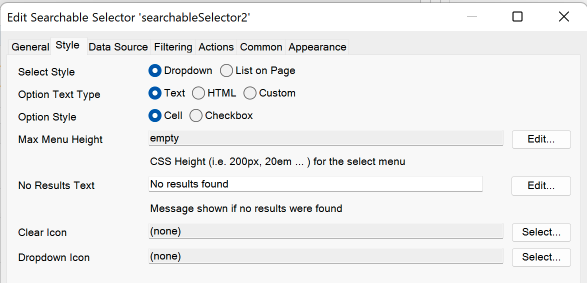 Edit Searchable Selector 'searchableSelector2'
General Style Data Source Filtering Actions Common Appearance
Select Style Dropdown List on Page
Option Text Type Text HTML Custom
Option Style Cell Checkbox
Max Menu Height empty Edit...
CSS Height (i.e. 200px, 20em ... ) for the select menu
No Results Text No results found Edit...
Message shown if no results were found
Clear Icon (none) Select...
Dropdown Icon (none) Select...